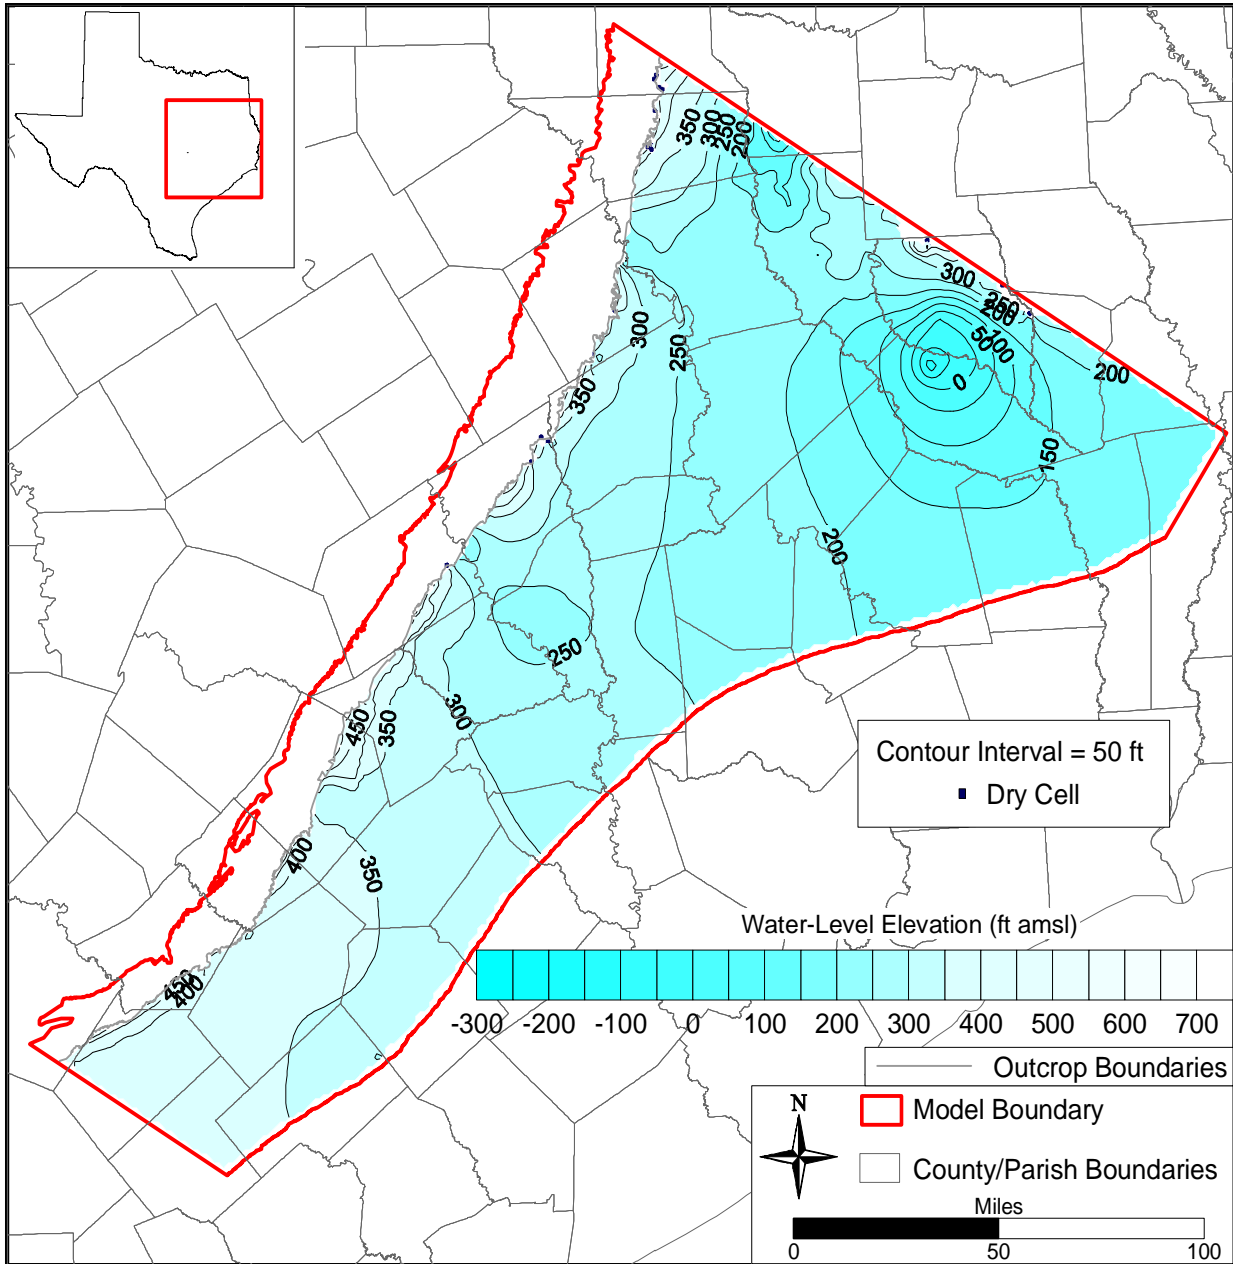 350
300
250
200
300
250
200
100
50
0
200
300
250
350
150
200
250
300
450
350
400
350
450
400
Contour Interval = 50 ft
Dry Cell
Water-Level Elevation (ft amsl)
-300 -200 -100 0 100 200 300 400 500 600 700
Outcrop Boundaries
N
Model Boundary
County/Parish Boundaries
Miles
0 50 100